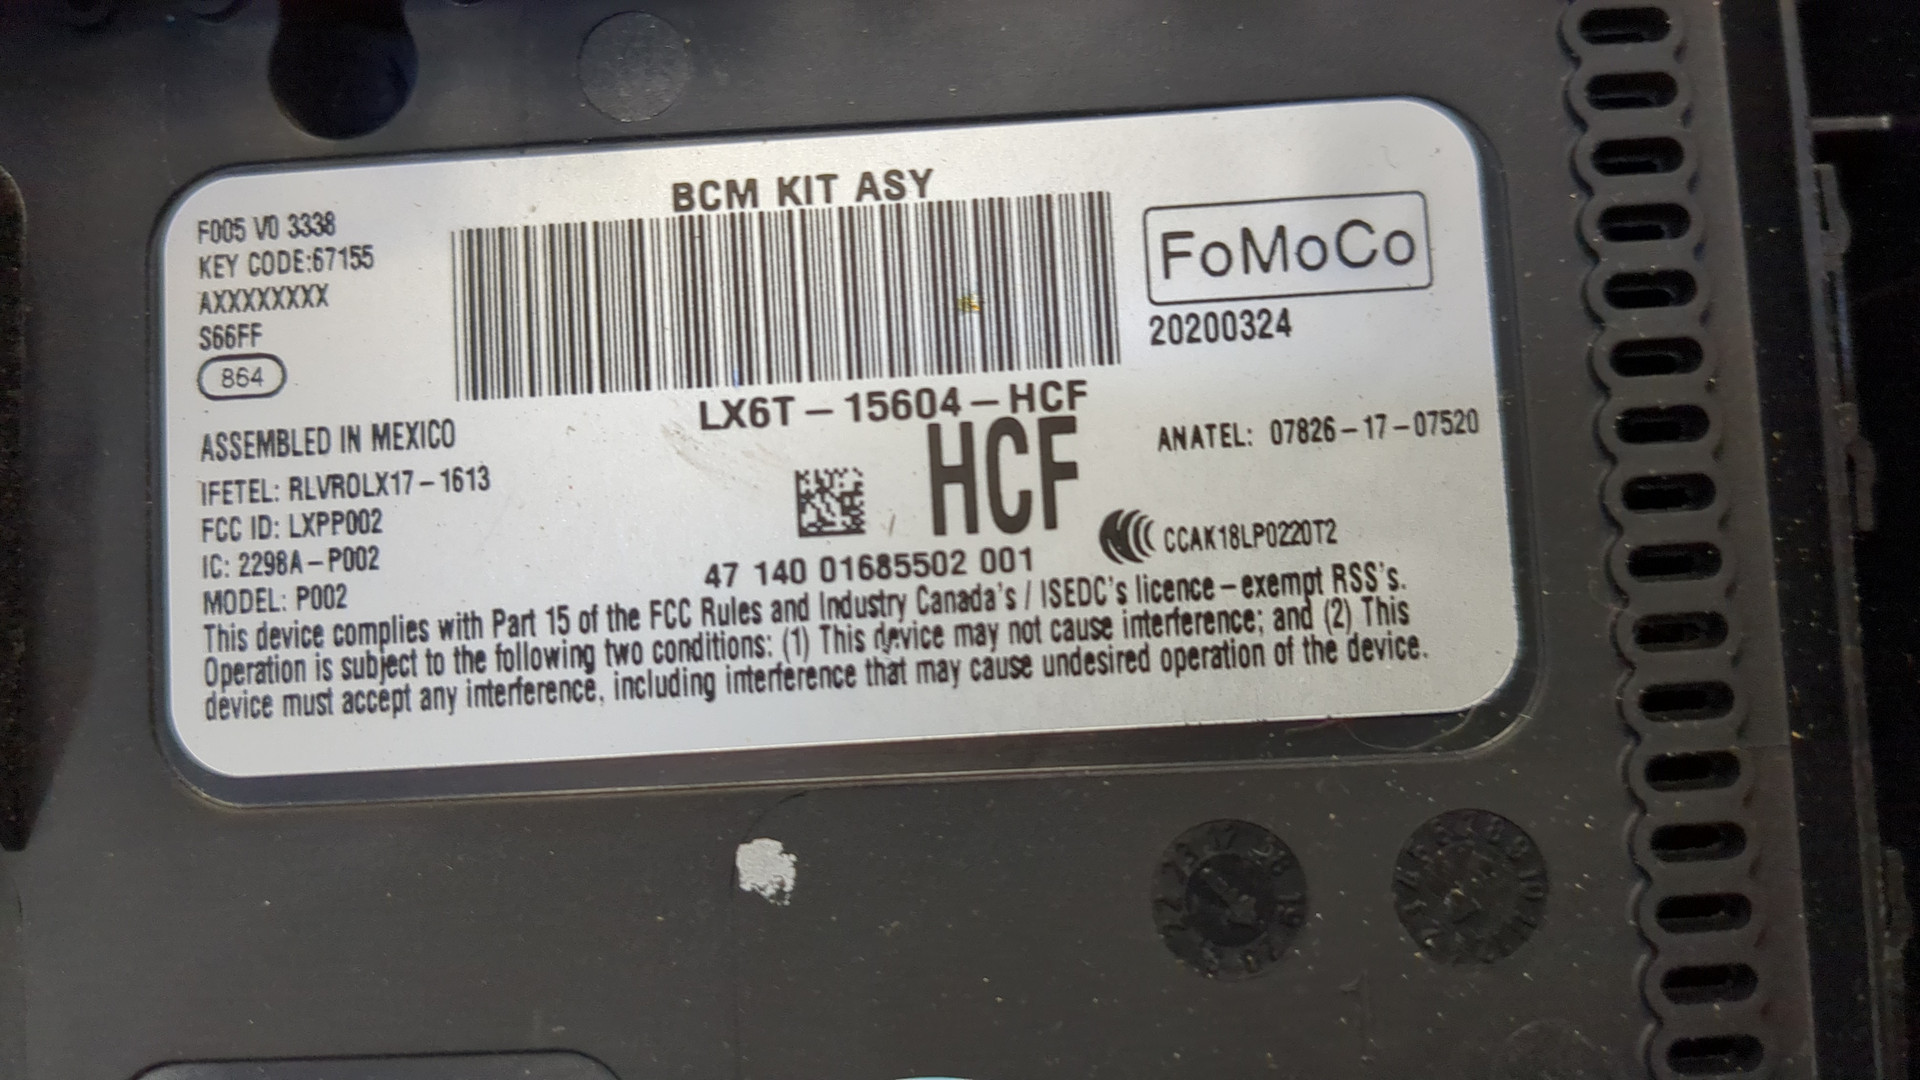 BCM KIT ASY
F005 V0 3338
KEY CODE:67155
AXXXXXXXXX
S66FF
864
FoMoCo
20200324
LX6T-15604-HCF
HCF
ASSEMBLED IN MEXICO
ANATEL: 07826-17-07520
IFETEL: RLVROLX17-1613
FCC ID: LXPP002
IC: 2298A-P002
CCAK18LP0220T2
47 140 01685502 001
MODEL: P002
This device complies with Part 15 of the FCC Rules and Industry Canada's / ISEDC's licence-exempt RSS's.
Operation is subject to the following two conditions: (1) This device may not cause interference; and (2) This
device must accept any interference, including interference that may cause undesired operation of the device.